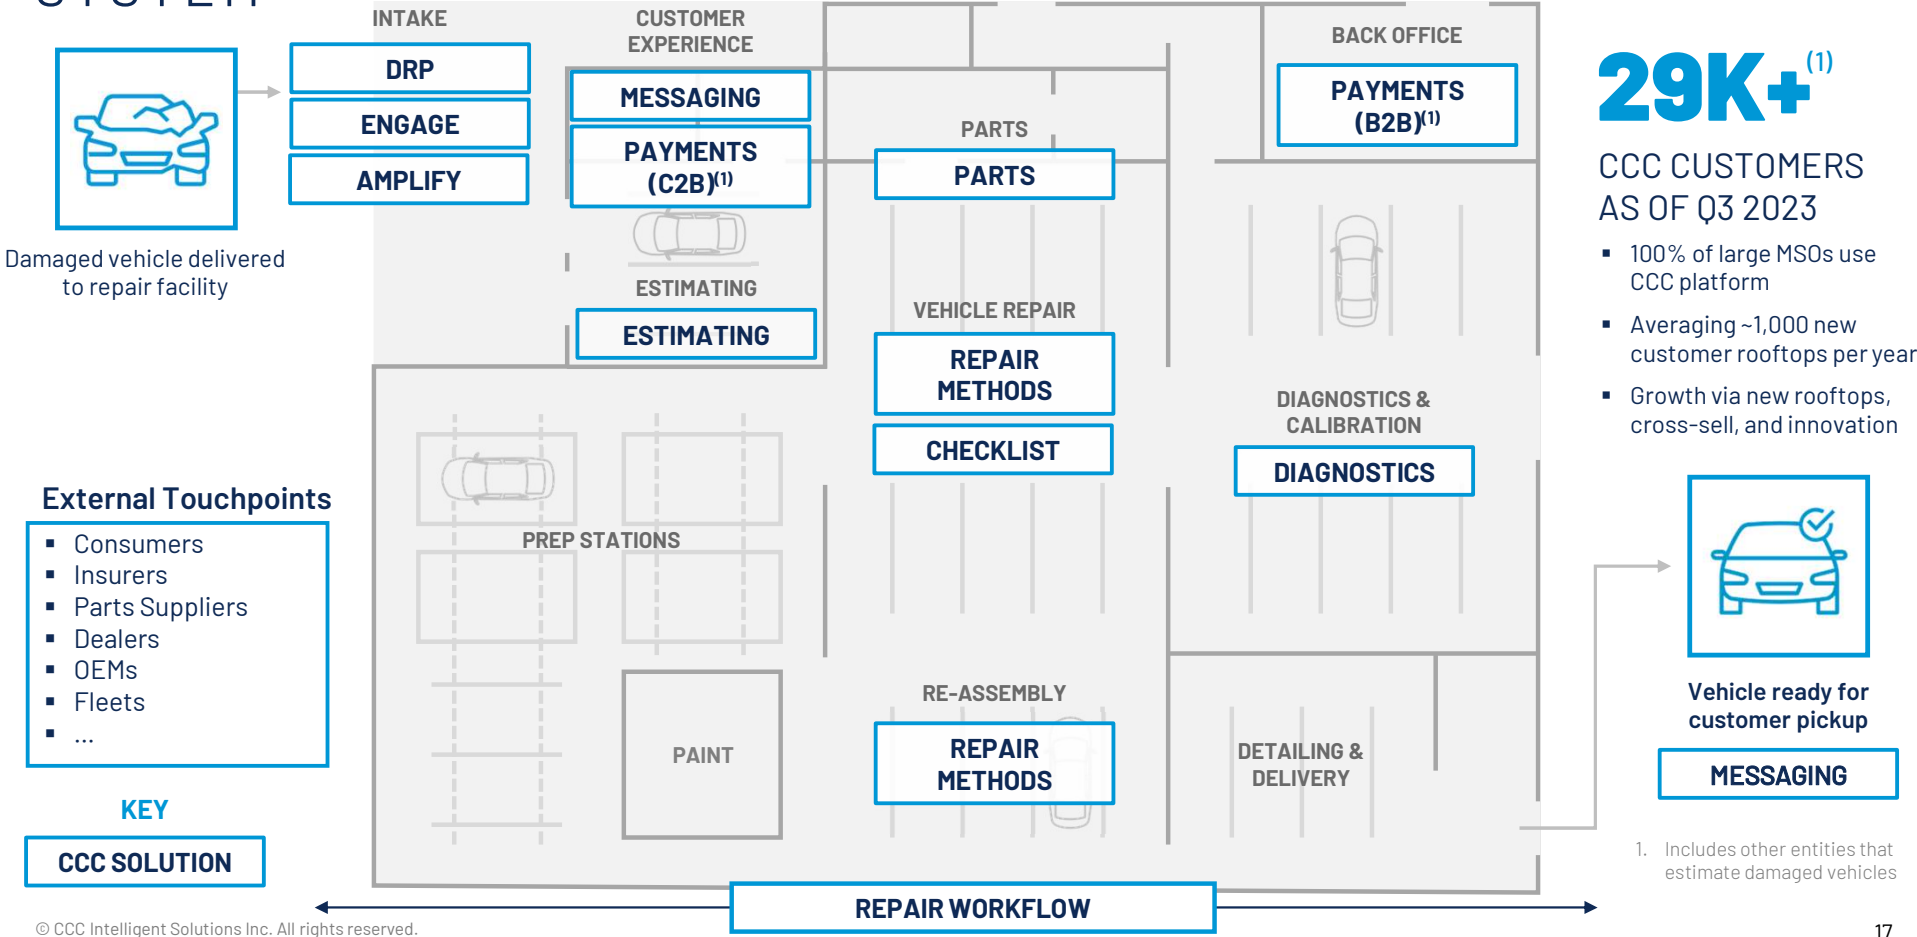 INTAKE
DRP
ENGAGE
AMPLIFY
Damaged vehicle delivered
to repair facility
CUSTOMER
EXPERIENCE
MESSAGING
PAYMENTS
(C2B)(1)
ESTIMATING
ESTIMATING
PARTS
PARTS
VEHICLE REPAIR
REPAIR
METHODS
CHECKLIST
BACK OFFICE
PAYMENTS
(B2B)(1)
DIAGNOSTICS &
CALIBRATION
DIAGNOSTICS
PREP STATIONS
PAINT
RE-ASSEMBLY
REPAIR
METHODS
DETAILING &
DELIVERY
29K+(1)
CCC CUSTOMERS
AS OF Q3 2023
▪ 100% of large MSOs use
CCC platform
▪ Averaging ~1,000 new
customer rooftops per year
▪ Growth via new rooftops,
cross-sell, and innovation
Vehicle ready for
customer pickup
MESSAGING
1. Includes other entities that
estimate damaged vehicles
External Touchpoints
▪ Consumers
▪ Insurers
▪ Parts Suppliers
▪ Dealers
▪ OEMs
▪ Fleets
▪ ...
KEY
CCC SOLUTION
REPAIR WORKFLOW
© CCC Intelligent Solutions Inc. All rights reserved.
17